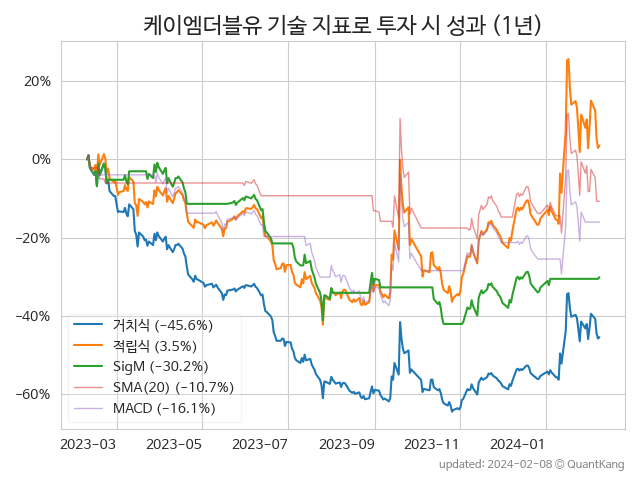 케이엠더블유 기술 지표로 투자 시 성과 (1년)
20%
0%
−20%
−40%
−60%
거치식 (−45.6%)
적립식 (3.5%)
SigM (−30.2%)
SMA(20) (−10.7%)
MACD (−16.1%)
2023-03 2023-05 2023-07 2023-09 2023-11 2024-01
updated: 2024-02-08 ⓒ QuantKang